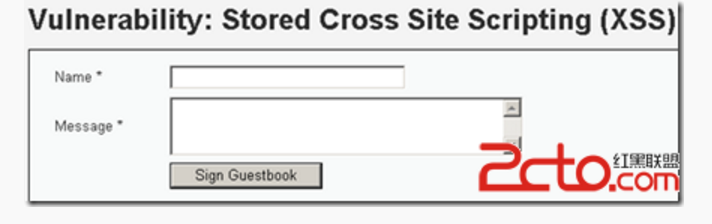 Vulnerability: Stored Cross Site Scripting (XSS)
Name *
Message *
Sign Guestbook
2cto
红黑联盟
.com